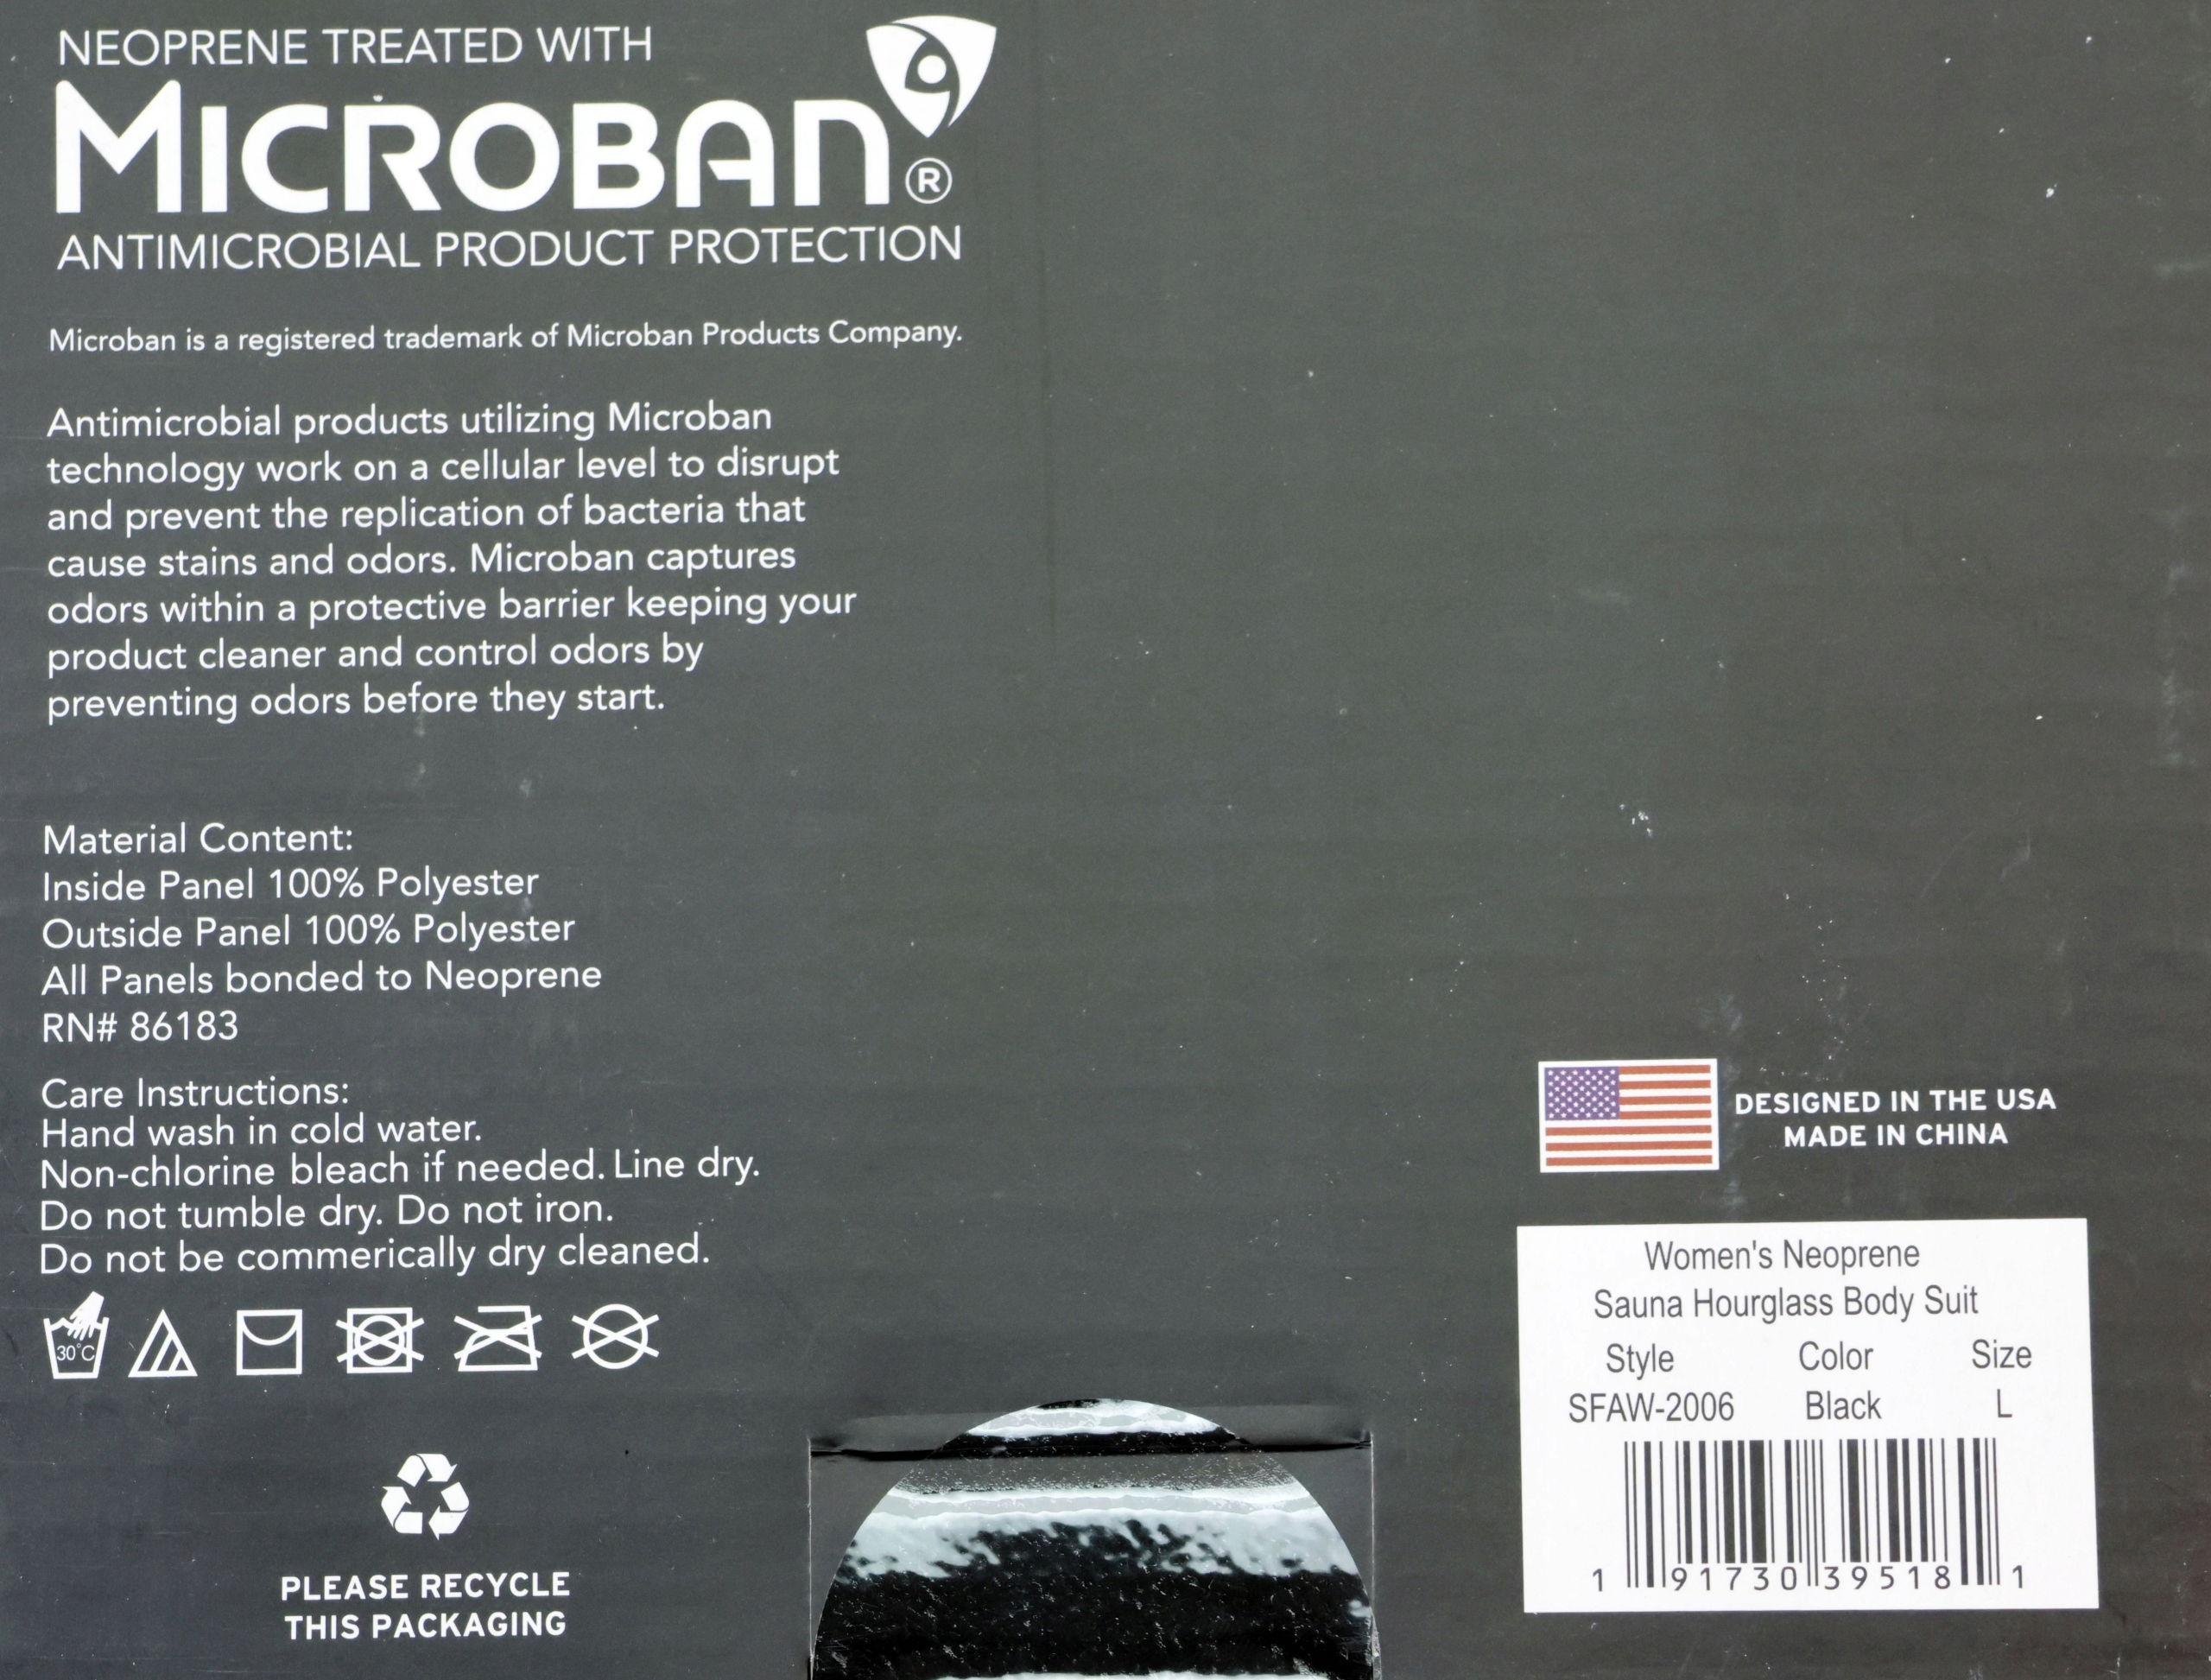 NEOPRENE TREATED WITH
MICROBAN®
ANTIMICROBIAL PRODUCT PROTECTION
Microban is a registered trademark of Microban Products Company.
Antimicrobial products utilizing Microban
technology work on a cellular level to disrupt
and prevent the replication of bacteria that
cause stains and odors. Microban captures
odors within a protective barrier keeping your
product cleaner and control odors by
preventing odors before they start.
Material Content:
Inside Panel 100% Polyester
Outside Panel 100% Polyester
All Panels bonded to Neoprene
RN# 86183
Care Instructions:
Hand wash in cold water.
Non-chlorine bleach if needed. Line dry.
Do not tumble dry. Do not iron.
Do not be commerically dry cleaned.
30°C
PLEASE RECYCLE
THIS PACKAGING
DESIGNED IN THE USA
MADE IN CHINA
Women's Neoprene
Sauna Hourglass Body Suit
Style Color Size
SFAW-2006 Black L
1 91730 39518 1